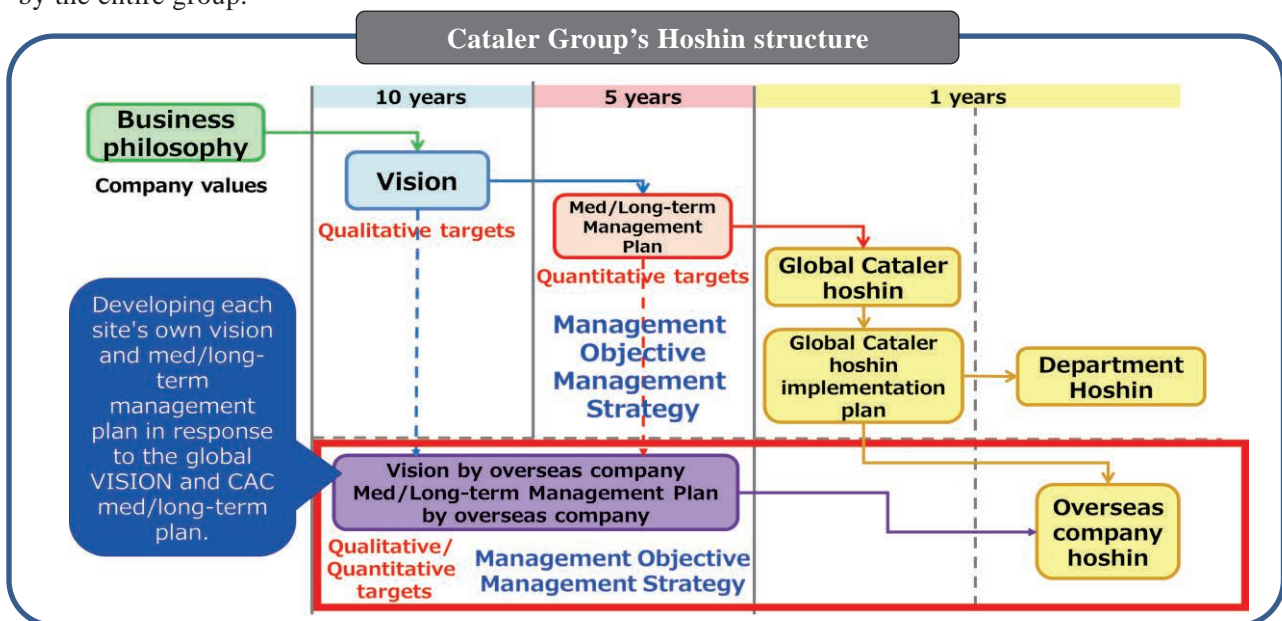 by the entire group.
Cataler Group's Hoshin structure
10 years
5 years
1 years
Business
philosophy
Company values
Vision
Qualitative targets
Med/Long-term
Management
Plan
Quantitative targets
Management
Objective
Management
Strategy
Global Cataler
hoshin
Global Cataler
hoshin
implementation
plan
Department
Hoshin
Developing each
site's own vision
and med/long-
term
management
plan in response
to the global
VISION and CAC
med/long-term
plan.
Vision by overseas company
Med/Long-term Management Plan
by overseas company
Qualitative/
Quantitative
targets
Management Objective
Management Strategy
Overseas
company
hoshin